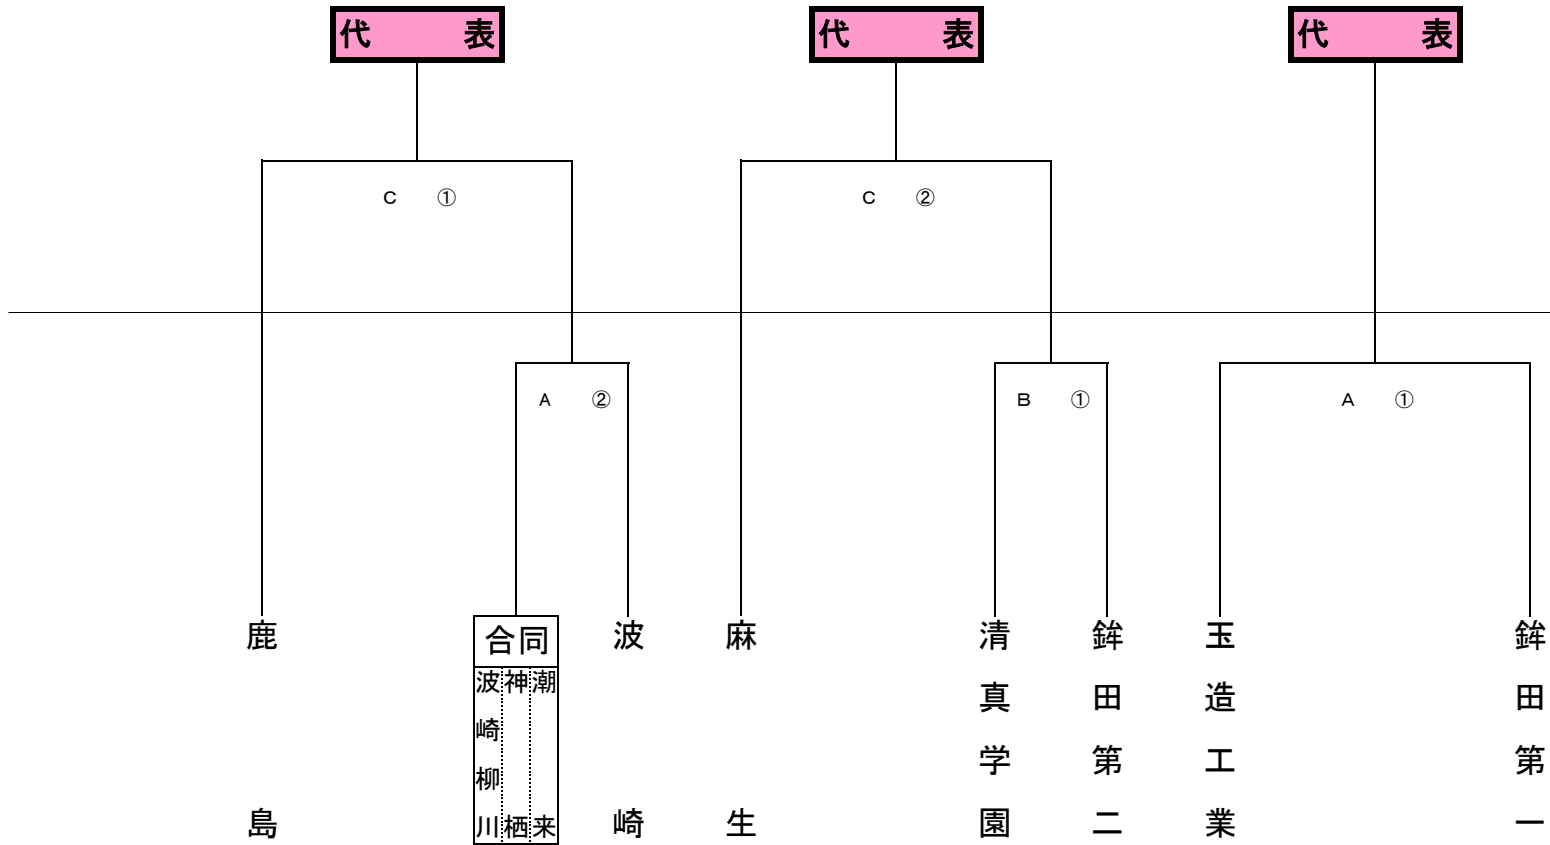 代 表
代 表
代 表
C ①
C ②
A ②
B ①
A ①
鹿島
合同
波崎柳川
神栖
潮来
波崎
麻生
清真学園
鉾田第二
玉造工業
鉾田第一